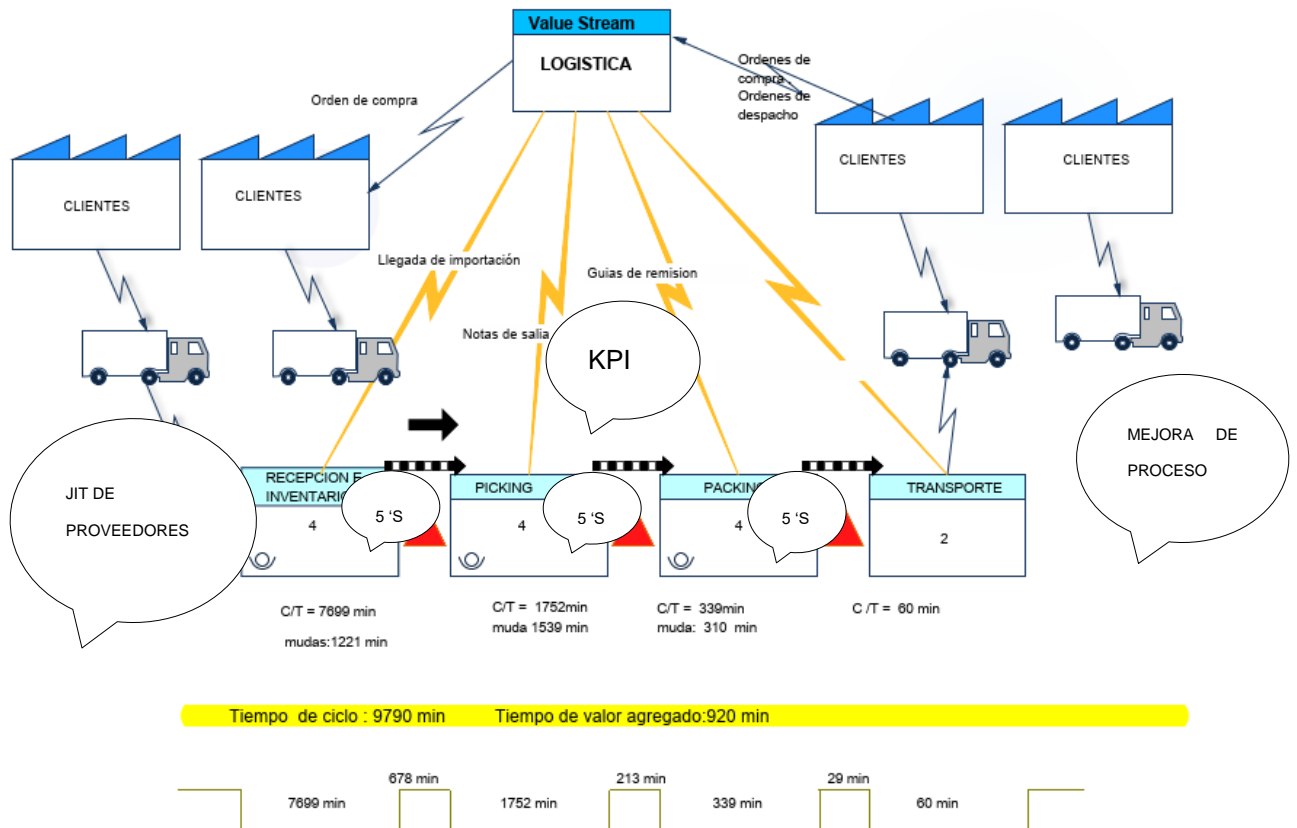 Value Stream
LOGISTICA
Orden de compra
Ordenes de
compra .
Ordenes de
despacho
CLIENTES
CLIENTES
CLIENTES
CLIENTES
Llegada de importación
Guias de remision
Notas de salia
KPI
MEJORA DE
PROCESO
JIT DE
PROVEEDORES
RECEPCION E
INVENTARIO
4
5 ‘S
PICKING
4
5 ‘S
PACKING
4
5 ‘S
TRANSPORTE
2
C/T = 7699 min
mudas:1221 min
C/T = 1752min
muda 1539 min
C/T = 339min
muda: 310 min
C /T = 60 min
Tiempo de ciclo : 9790 min Tiempo de valor agregado:920 min
678 min 213 min 29 min
7699 min 1752 min 339 min 60 min